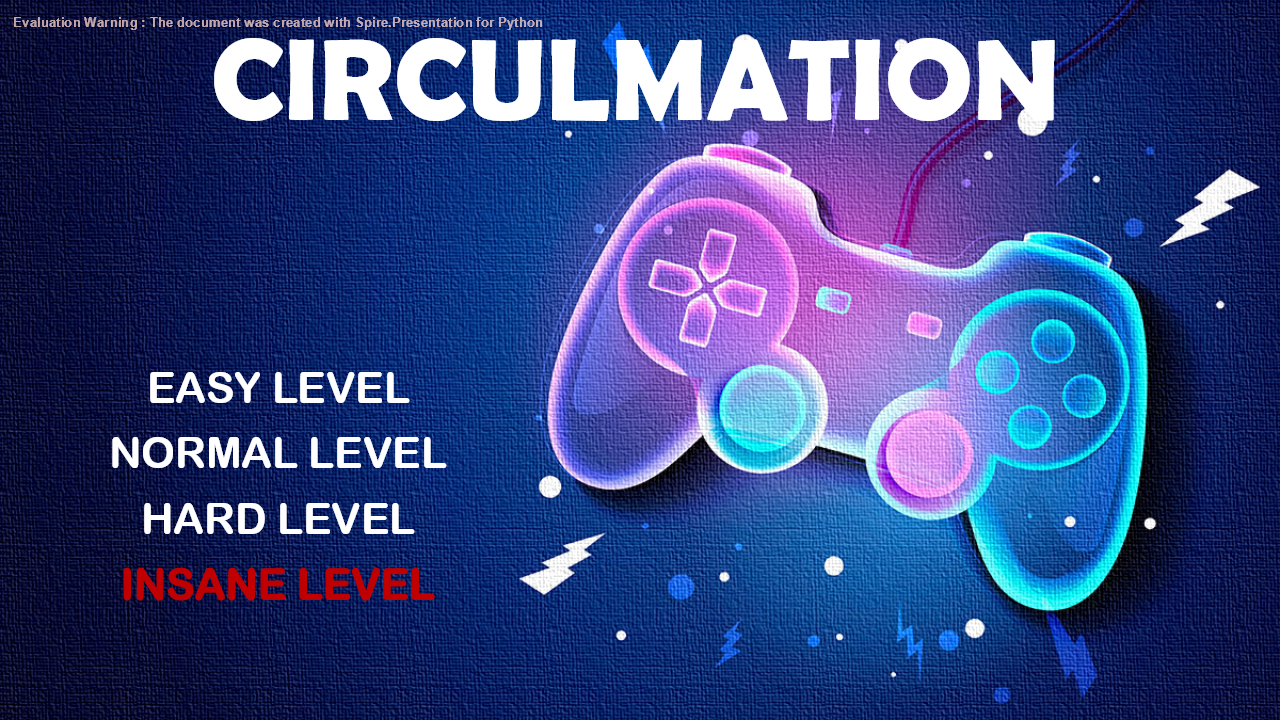 Evaluation Warning : The document was created with Spire.Presentation for Python
CIRCULMATION
EASY LEVEL
NORMAL LEVEL
HARD LEVEL
INSANE LEVEL